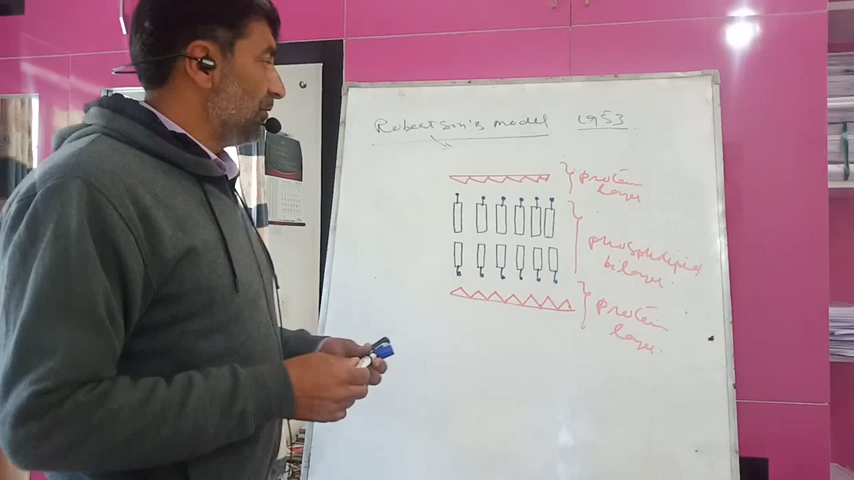 Robertson's model 1953
protein
layer
phospholipid
bilayer
protein
layer